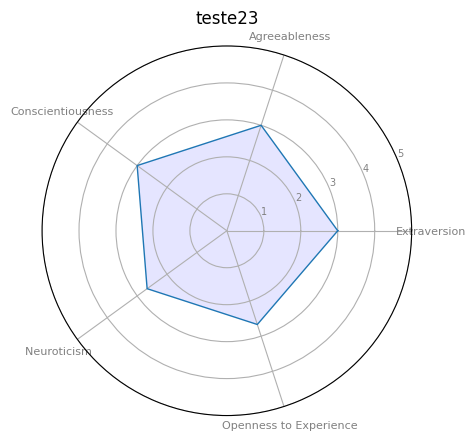 teste23
Agreeableness
Conscientiousness
5
4
3
2
1
Extraversion
Neuroticism
Openness to Experience